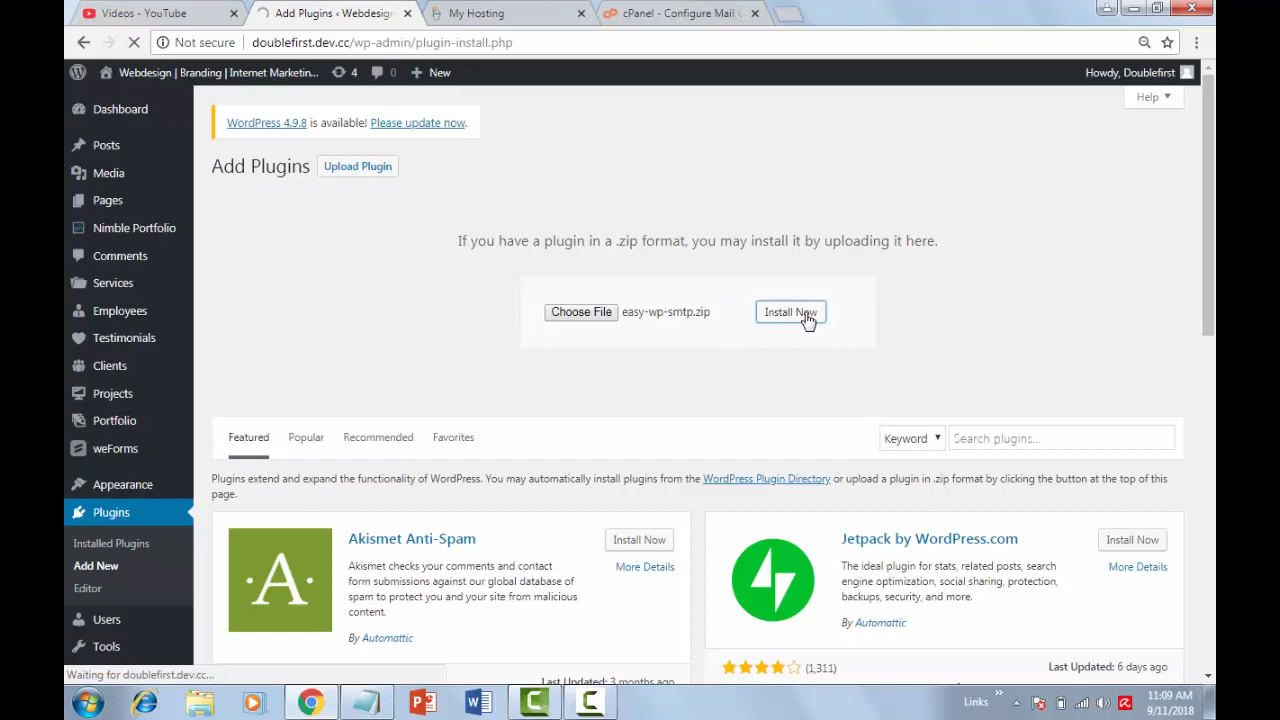 Videos - YouTube
Add Plugins ‹ Webdesign
My Hosting
cPanel - Configure Mail C
Not secure
doublefirst.dev.cc/wp-admin/plugin-install.php
Webdesign | Branding | Internet Marketin...
4
0
New
Howdy, Doublefirst
Help
Dashboard
Posts
Media
Pages
Nimble Portfolio
Comments
Services
Employees
Testimonials
Clients
Projects
Portfolio
weForms
Appearance
Plugins
Installed Plugins
Add New
Editor
Users
Tools
WordPress 4.9.8 is available! Please update now.
Add Plugins
Upload Plugin
If you have a plugin in a .zip format, you may install it by uploading it here.
Choose File
easy-wp-smtp.zip
Install Now
Featured
Popular
Recommended
Favorites
Keyword
Search plugins...
Plugins extend and expand the functionality of WordPress. You may automatically install plugins from the WordPress Plugin Directory or upload a plugin in .zip format by clicking the button at the top of this
page.
Akismet Anti-Spam
Install Now
More Details
Akismet checks your comments and contact
form submissions against our global database of
spam to protect you and your site from malicious
content.
By Automattic
Last Updated: 3 months ago
Jetpack by WordPress.com
Install Now
More Details
The ideal plugin for stats, related posts, search
engine optimization, social sharing, protection,
backups, security, and more.
By Automattic
(1,311)
Last Updated: 6 days ago
Waiting for doublefirst.dev.cc...
Links
11:09 AM
9/11/2018